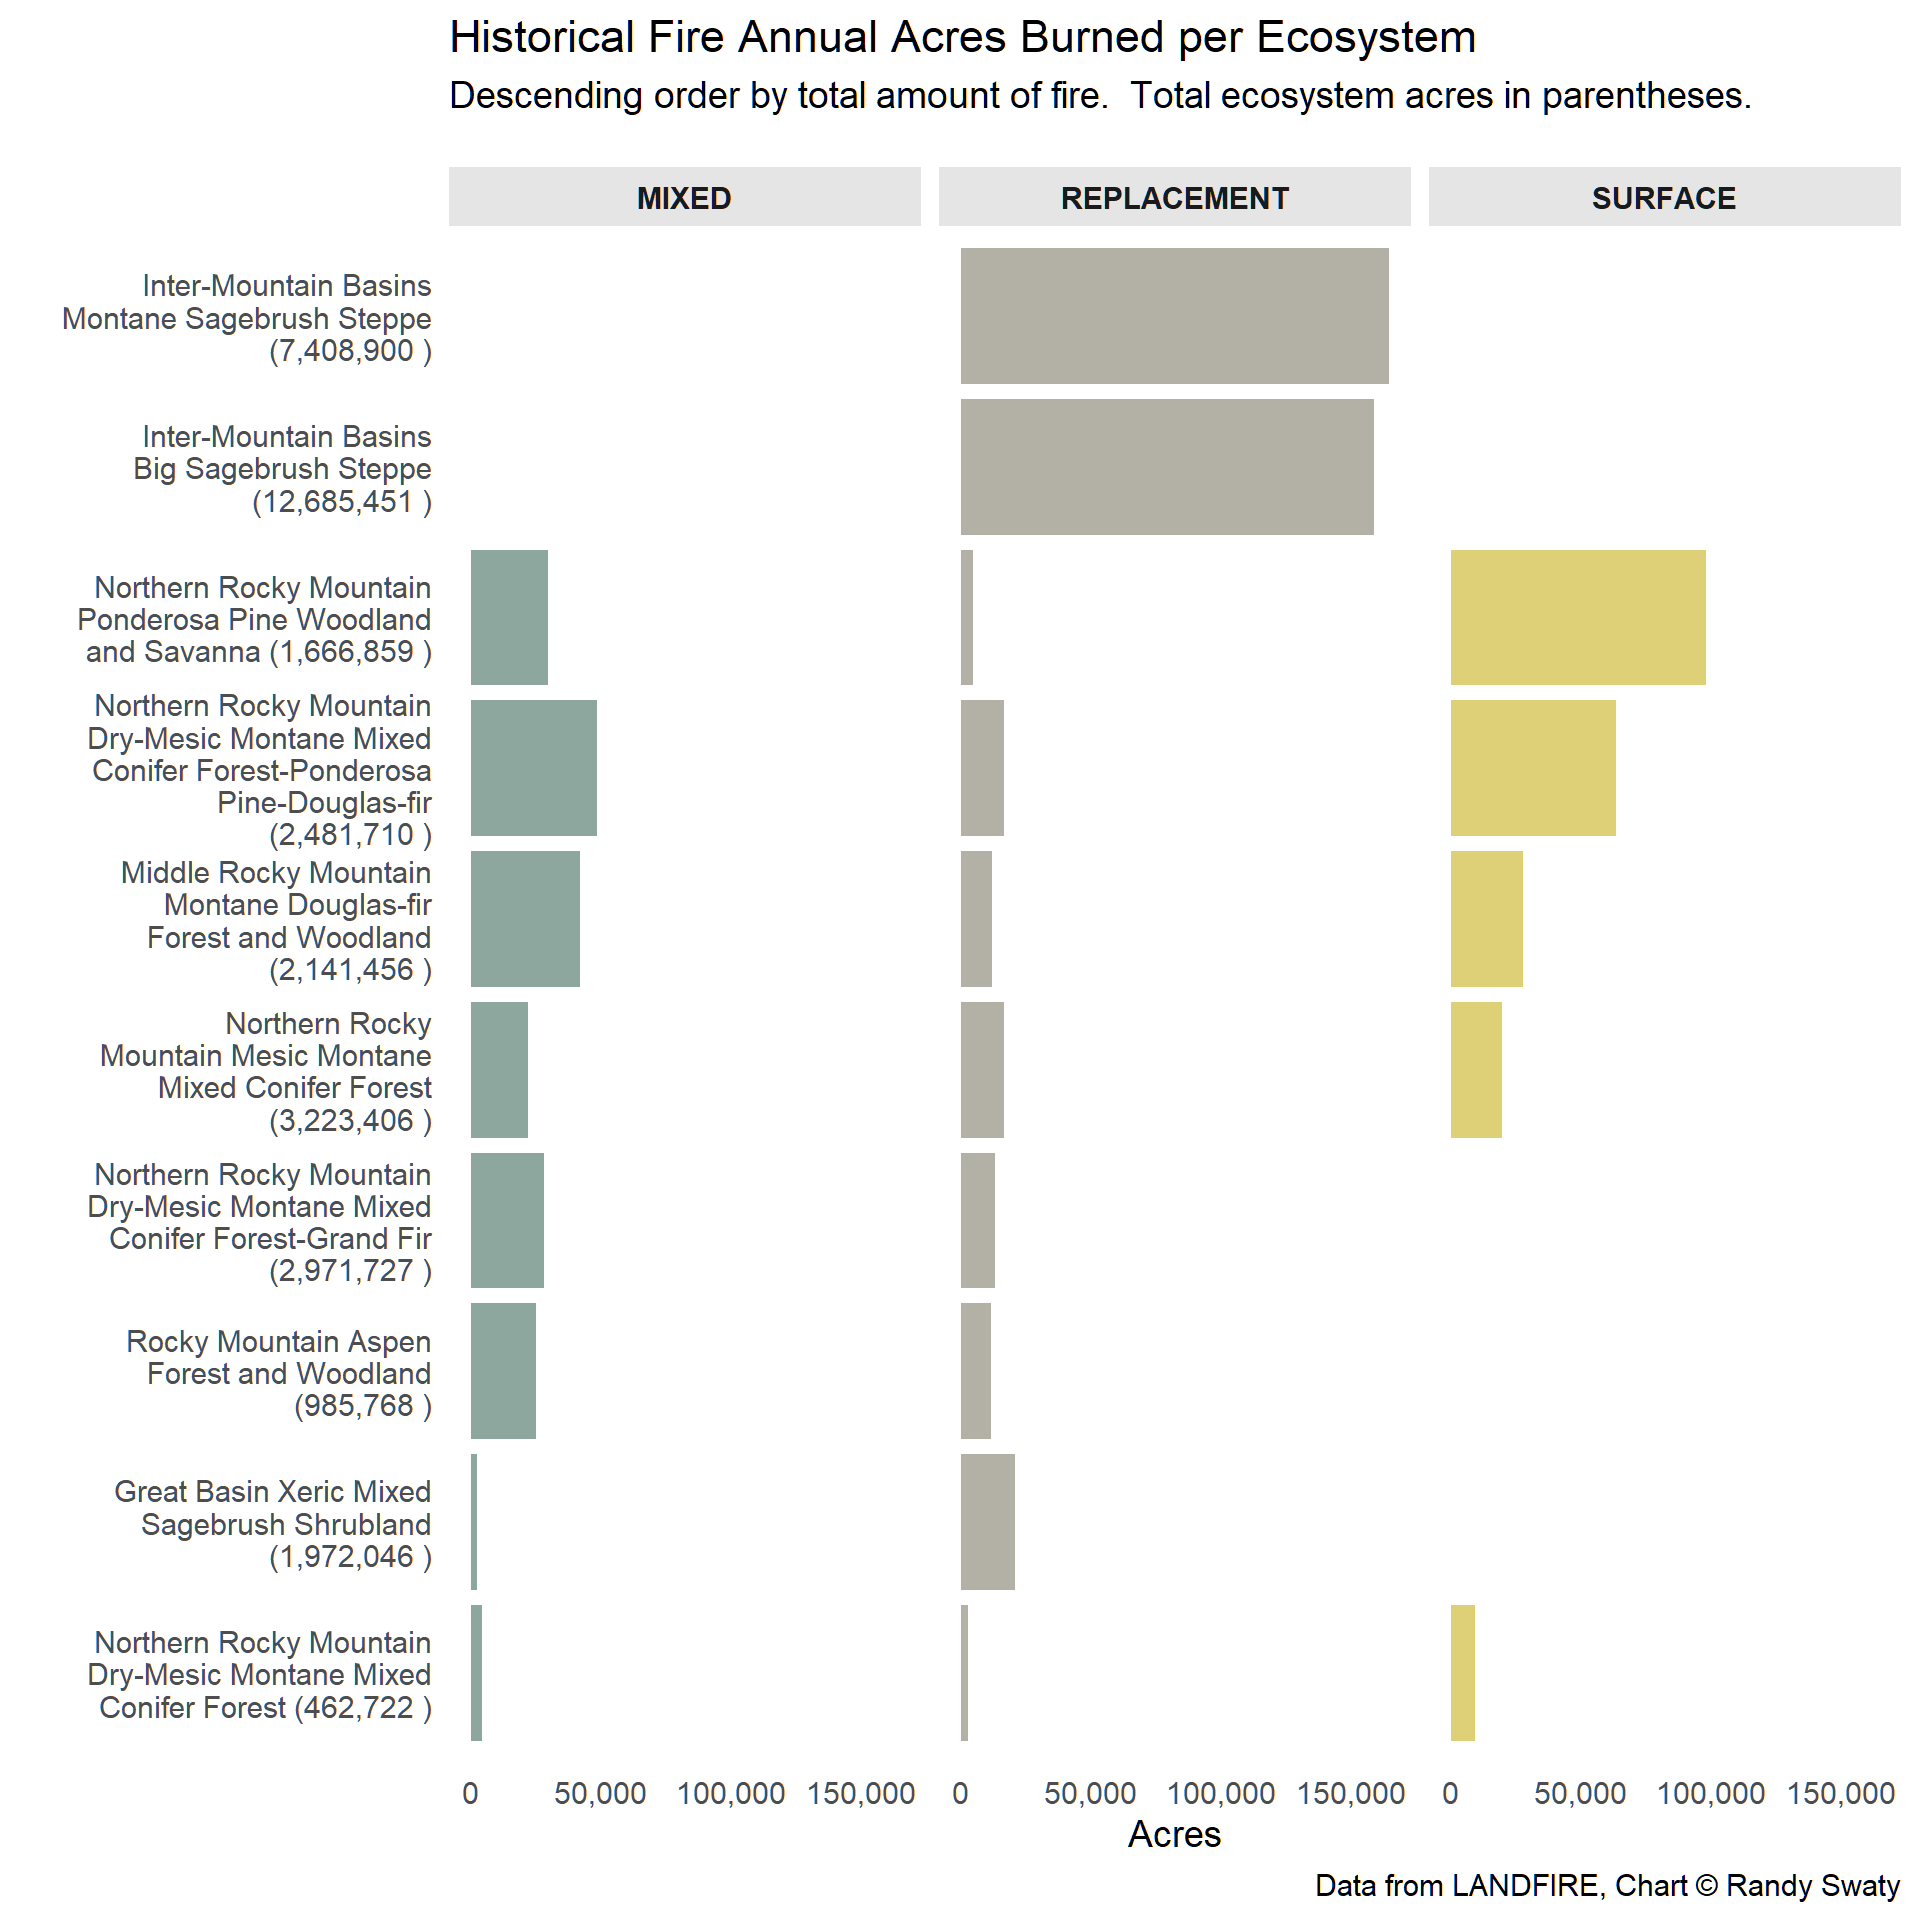 Historical Fire Annual Acres Burned per Ecosystem
Descending order by total amount of fire.  Total ecosystem acres in parentheses.
MIXED
REPLACEMENT
SURFACE
Inter-Mountain Basins
Montane Sagebrush Steppe
(7,408,900 )
Inter-Mountain Basins
Big Sagebrush Steppe
(12,685,451 )
Northern Rocky Mountain
Ponderosa Pine Woodland
and Savanna (1,666,859 )
Northern Rocky Mountain
Dry-Mesic Montane Mixed
Conifer Forest-Ponderosa
Pine-Douglas-fir
(2,481,710 )
Middle Rocky Mountain
Montane Douglas-fir
Forest and Woodland
(2,141,456 )
Northern Rocky
Mountain Mesic Montane
Mixed Conifer Forest
(3,223,406 )
Northern Rocky Mountain
Dry-Mesic Montane Mixed
Conifer Forest-Grand Fir
(2,971,727 )
Rocky Mountain Aspen
Forest and Woodland
(985,768 )
Great Basin Xeric Mixed
Sagebrush Shrubland
(1,972,046 )
Northern Rocky Mountain
Dry-Mesic Montane Mixed
Conifer Forest (462,722 )
0 50,000 100,000 150,000
0 50,000 100,000 150,000
0 50,000 100,000 150,000
Acres
Data from LANDFIRE, Chart © Randy Swaty